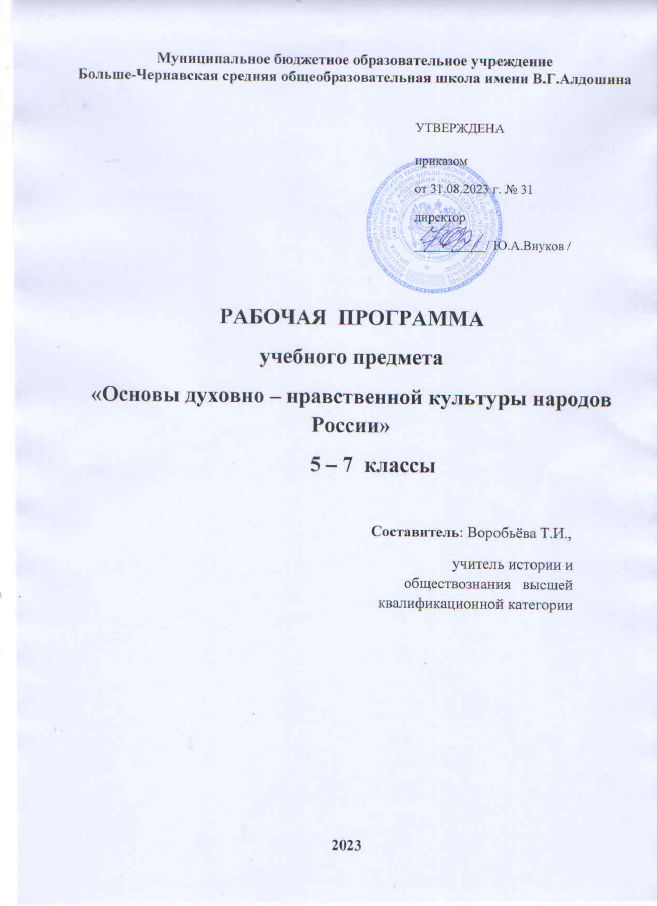 Муниципальное бюджетное образовательное учреждение
Больше-Чернавская средняя общеобразовательная школа имени В.Г.Алдошина
УТВЕРЖДЕНА
приказом
от 31.08.2023 г. № 31
директор
____________/ Ю.А.Внуков /
РАБОЧАЯ ПРОГРАММА
учебного предмета
«Основы духовно – нравственной культуры народов
России»
5 – 7 классы
Составитель: Воробьёва Т.И.,
учитель истории и
обществознания высшей
квалификационной категории
2023